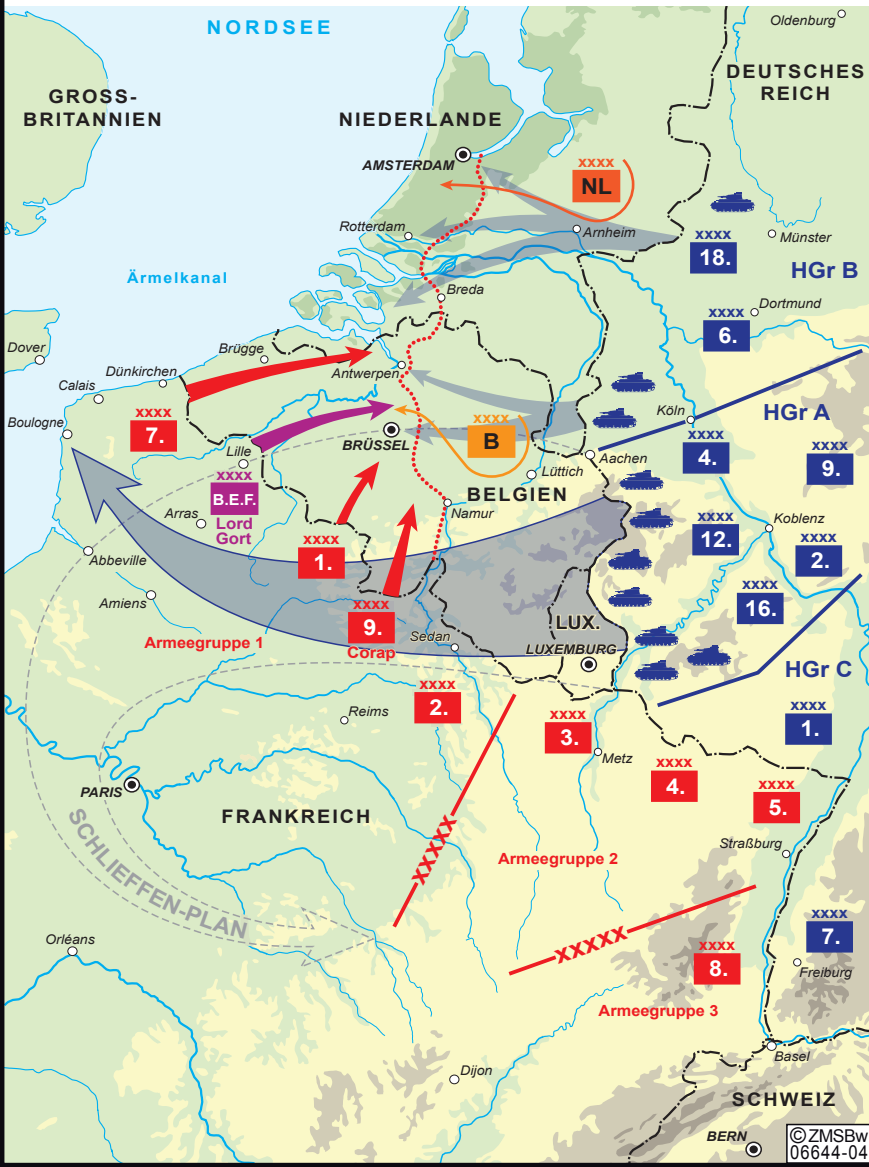 NORDSEE
Oldenburg
DEUTSCHES
REICH
GROSS-
BRITANNIEN
NIEDERLANDE
AMSTERDAM
xxxx
NL
Rotterdam
Arnheim
Münster
xxxx
18.
HGr B
Ärmelkanal
Breda
xxxx
6.
Dortmund
Dover
Brügge
Dünkirchen
Calais
Antwerpen
Boulogne
xxxx
7.
Köln
HGr A
xxxx
B
BRÜSSEL
xxxx
4.
xxxx
9.
Lille
Aachen
Lüttich
BELGIEN
xxxx
B.E.F.
Lord
Gort
Arras
Namur
xxxx
12.
Koblenz
xxxx
2.
xxxx
1.
Abbeville
Amiens
xxxx
16.
xxxx
9.
Corap
Armeegruppe 1
Sedan
LUX.
LUXEMBURG
HGr C
xxxx
2.
xxxx
3.
xxxx
1.
Reims
Metz
xxxx
4.
xxxx
5.
PARIS
FRANKREICH
Straßburg
SCHLIEFFEN-PLAN
XXXXX
Armeegruppe 2
xxxx
7.
Orléans
XXXXX
xxxx
8.
Freiburg
Armeegruppe 3
Basel
Dijon
SCHWEIZ
BERN
©ZMSBw
06644-04